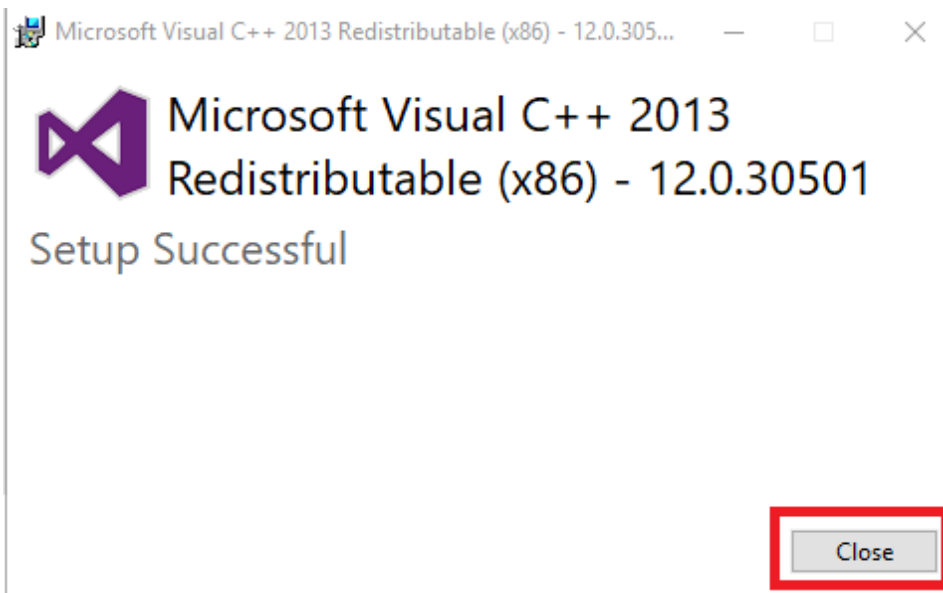 Microsoft Visual C++ 2013 Redistributable (x86) - 12.0.305...
Microsoft Visual C++ 2013
Redistributable (x86) - 12.0.30501
Setup Successful
Close